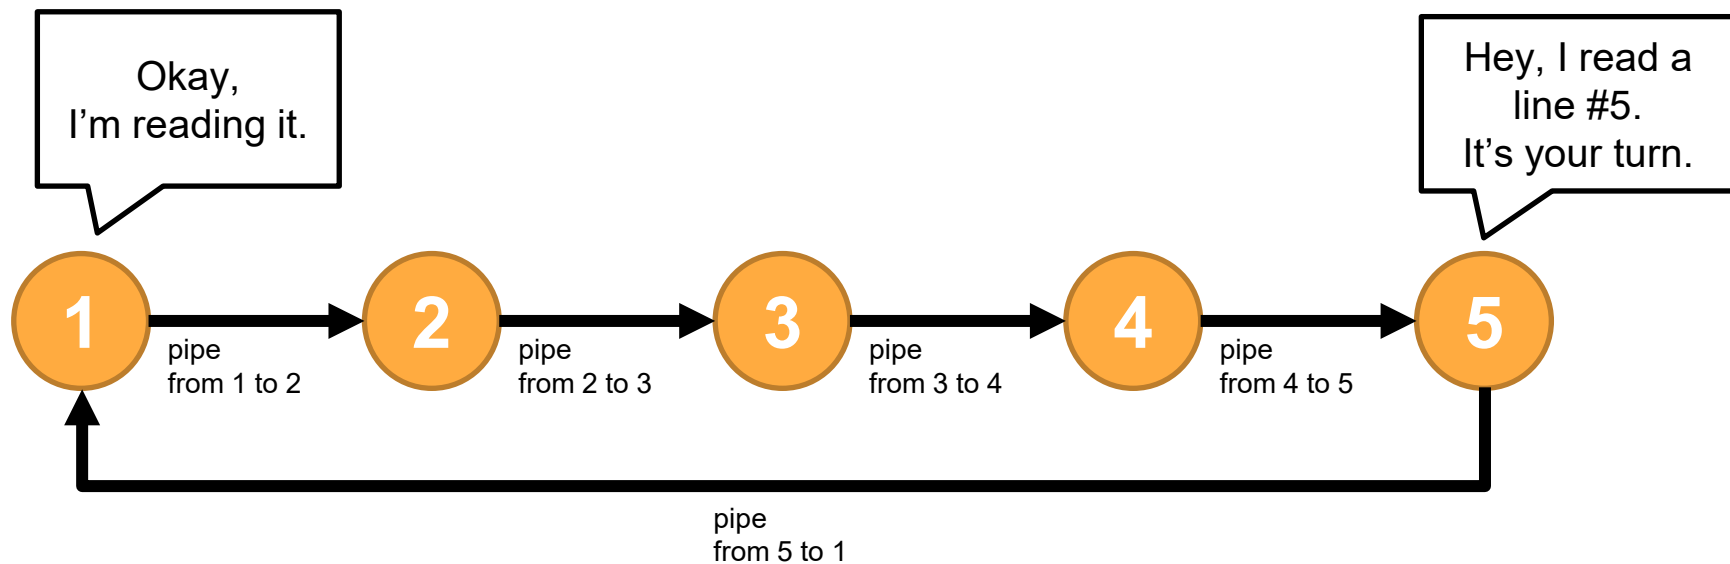 Okay,
I’m reading it.
Hey, I read a
line #5.
It’s your turn.
1
2
3
4
5
pipe
from 1 to 2
pipe
from 2 to 3
pipe
from 3 to 4
pipe
from 4 to 5
pipe
from 5 to 1